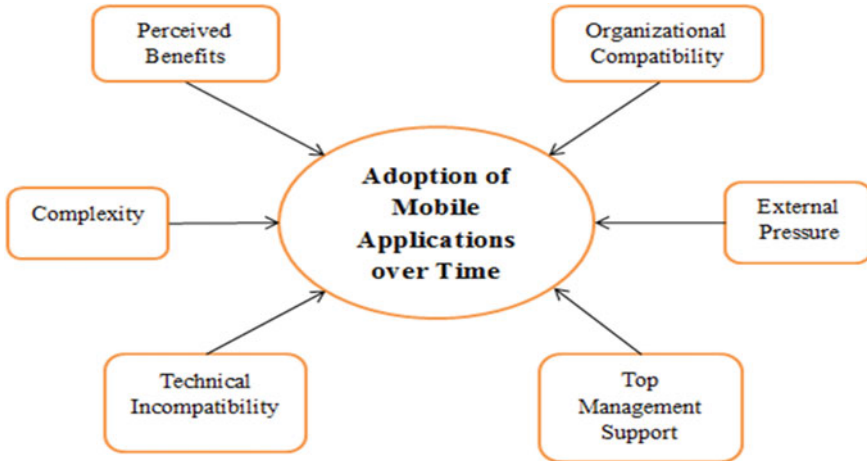 Perceived
Benefits
Organizational
Compatibility
Adoption of
Mobile
Applications
over Time
Complexity
External
Pressure
Technical
Incompatibility
Top
Management
Support